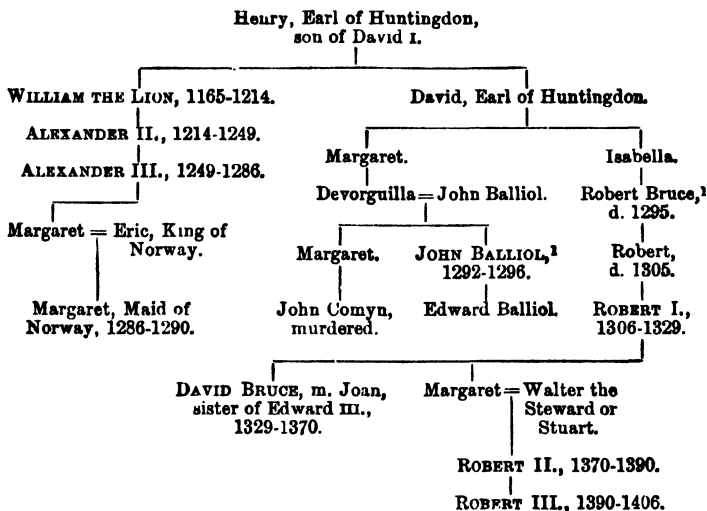 Henry, Earl of Huntingdon,
son of David I.
WILLIAM THE LION, 1165-1214.
David, Earl of Huntingdon.
ALEXANDER II., 1214-1249.
ALEXANDER III., 1249-1286.
Margaret.
Isabella.
Devorguilla = John Balliol.
Robert Bruce,¹
d. 1295.
Margaret = Eric, King of
Norway.
Margaret.
JOHN BALLIOL,¹
1292-1296.
Robert,
d. 1305.
Margaret, Maid of
Norway, 1286-1290.
John Comyn,
murdered.
Edward Balliol.
ROBERT I.,
1306-1329.
DAVID BRUCE, m. Joan,
sister of Edward III.,
1329-1370.
Margaret = Walter the
Steward or
Stuart.
ROBERT II., 1370-1390.
ROBERT III., 1390-1406.